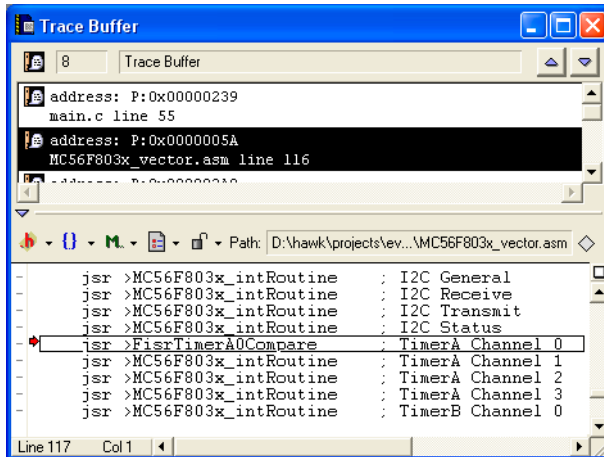 Trace Buffer
8 Trace Buffer
address: P:0x00000239
main.c line 55
address: P:0x0000005A
MC56F803x_vector.asm line 116
h {} M. Path: D:\hawk\projects\ev...\MC56F803x_vector.asm
jsr >MC56F803x_intRoutine ; I2C General
jsr >MC56F803x_intRoutine ; I2C Receive
jsr >MC56F803x_intRoutine ; I2C Transmit
jsr >MC56F803x_intRoutine ; I2C Status
jsr >FisrTimerA0Compare ; TimerA Channel 0
jsr >MC56F803x_intRoutine ; TimerA Channel 1
jsr >MC56F803x_intRoutine ; TimerA Channel 2
jsr >MC56F803x_intRoutine ; TimerA Channel 3
jsr >MC56F803x_intRoutine ; TimerB Channel 0
Line 117 Col 1